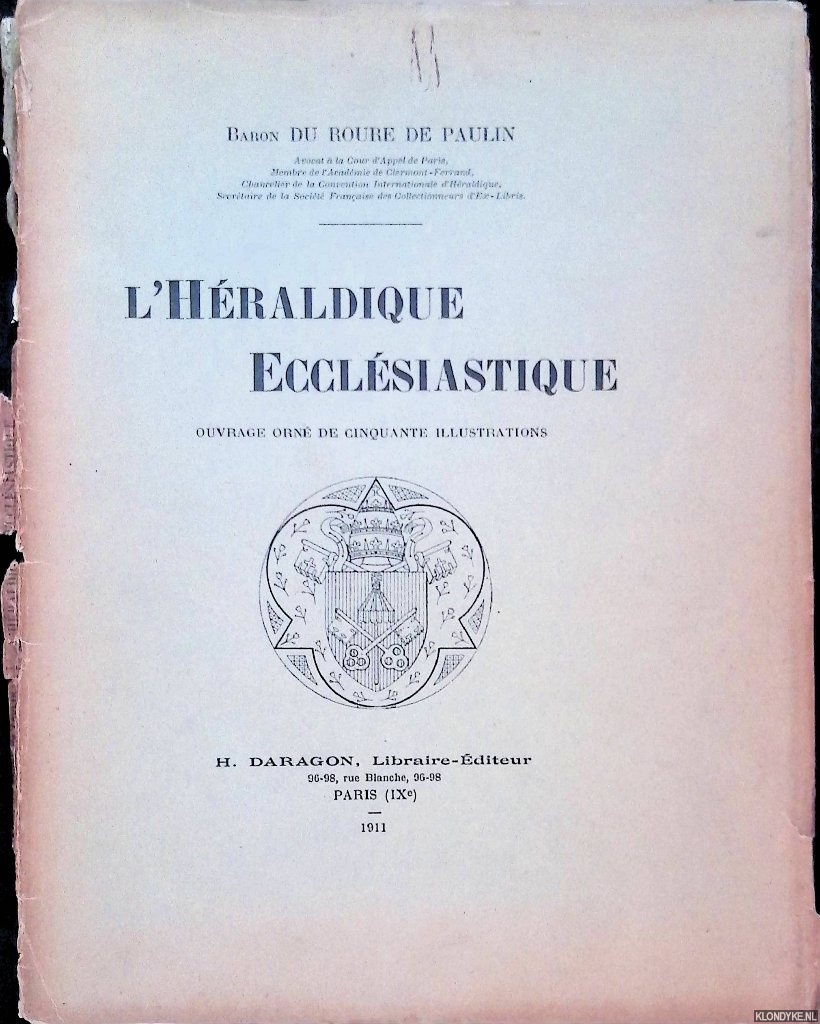 Baron DU ROURE DE PAULIN
Avocat à la Cour d'Appel de Paris,
Membre de l'Académie de Clermont-Ferrand,
Chancelier de la Convention Internationale d'Héraldique,
Secrétaire de la Société Française des Collectionneurs d'Ex-Libris.
L'HÉRALDIQUE
ECCLÉSIASTIQUE
OUVRAGE ORNÉ DE CINQUANTE ILLUSTRATIONS
H. DARAGON, Libraire-Éditeur
96-98, rue Blanche, 96-98
PARIS (IXe)
1911
ECCLÉSIASTIQUE
KLONDYKE.NL